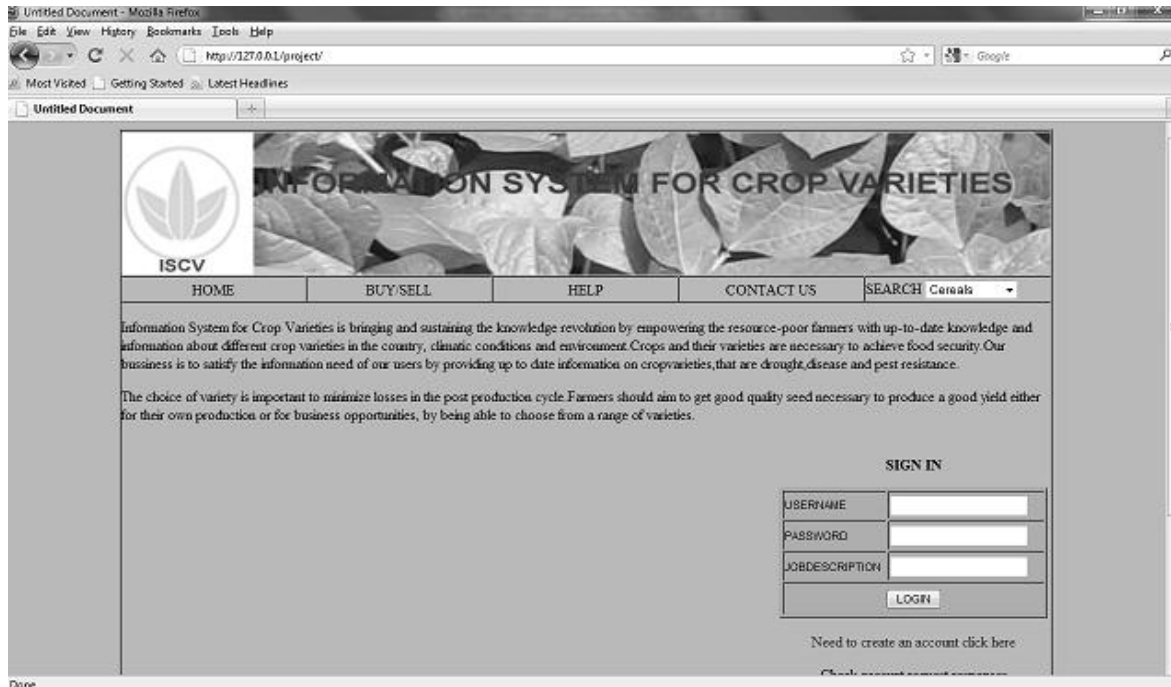 Untitled Document - Mozilla Firefox
File Edit View History Bookmarks Tools Help
http://127.0.0.1/project/
Google
Most Visited Getting Started Latest Headlines
Untitled Document
INFORMATION SYSTEM FOR CROP VARIETIES
ISCV
HOME BUY/SELL HELP CONTACT US SEARCH Cereals
Information System for Crop Varieties is bringing and sustaining the knowledge revolution by empowering the resource-poor farmers with up-to-date knowledge and
information about different crop varieties in the country, climatic conditions and environment.Crops and their varieties are necessary to achieve food security.Our
bussiness is to satisfy the information need of our users by providing up to date information on cropvarieties,that are drought,disease and pest resistance.
The choice of variety is important to minimize losses in the post production cycle.Farmers should aim to get good quality seed necessary to produce a good yield either
for their own production or for business opportunities, by being able to choose from a range of varieties.
SIGN IN
USERNAME
PASSWORD
JOBDESCRIPTION
LOGIN
Need to create an account click here
Check account
Done